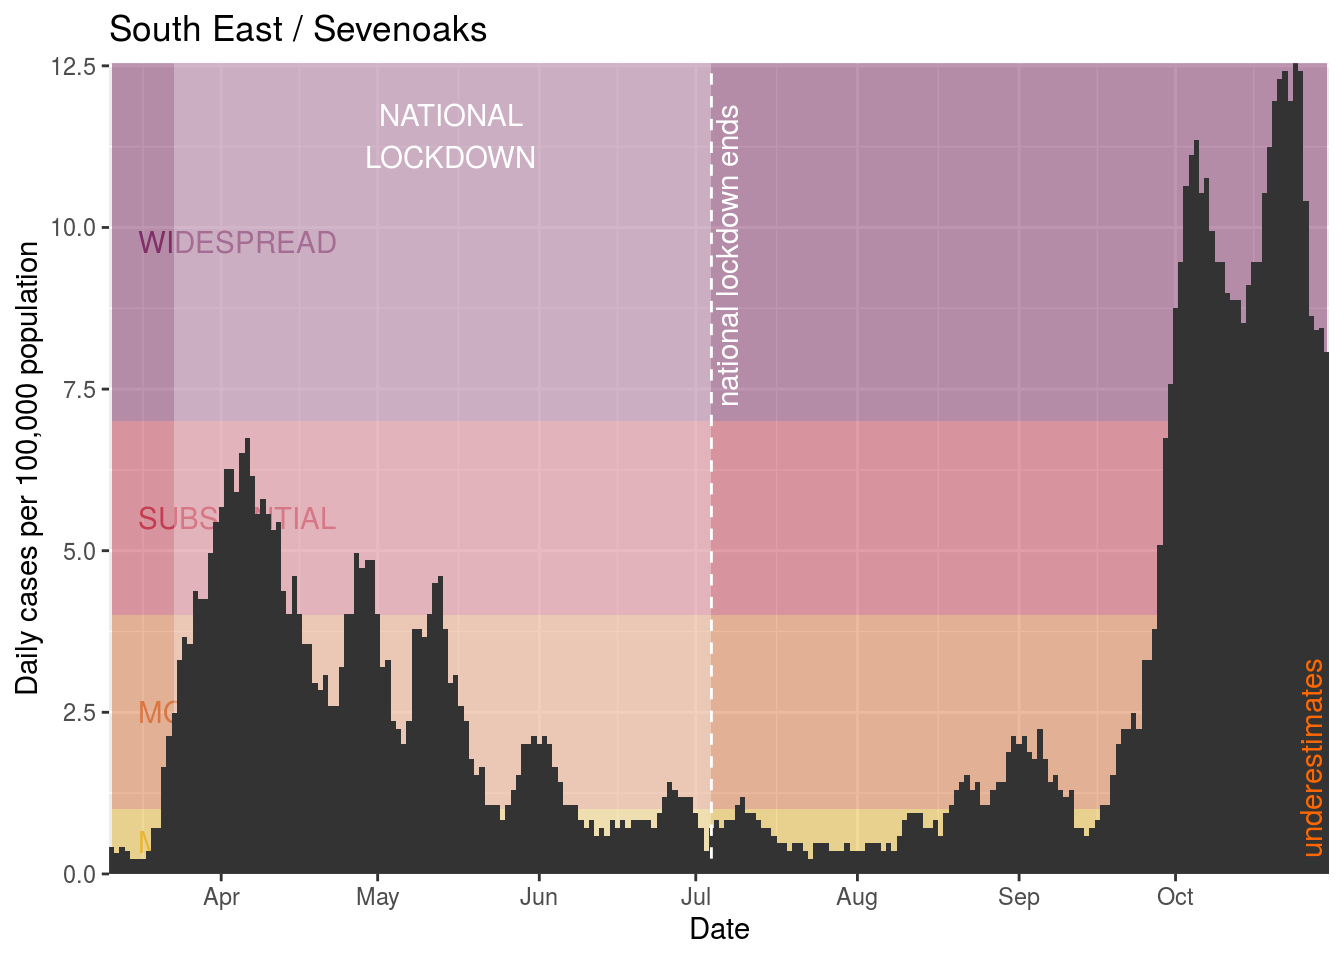 South East / Sevenoaks
12.5
10.0
7.5
5.0
2.5
0.0
Daily cases per 100,000 population
NATIONAL
LOCKDOWN
national lockdown ends
WIDESPREAD
underestimates
Apr
May
Jun
Jul
Aug
Sep
Oct
Date